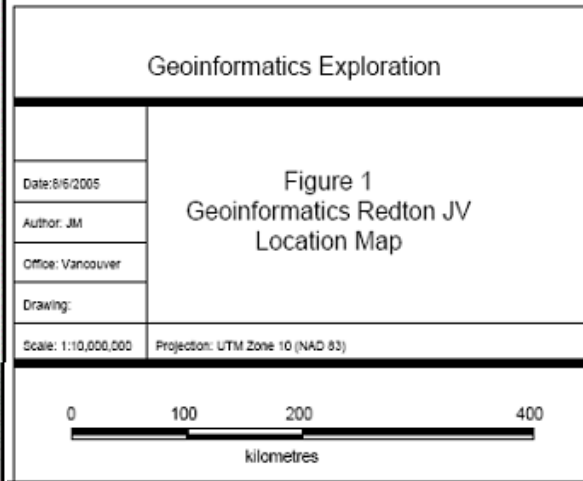 Geoinformatics Exploration
Figure 1
Geoinformatics Redton JV
Location Map
Date:8/6/2005
Author: JM
Office: Vancouver
Drawing:
Scale: 1:10,000,000
Projection: UTM Zone 10 (NAD 83)
0 100 200 400
kilometres